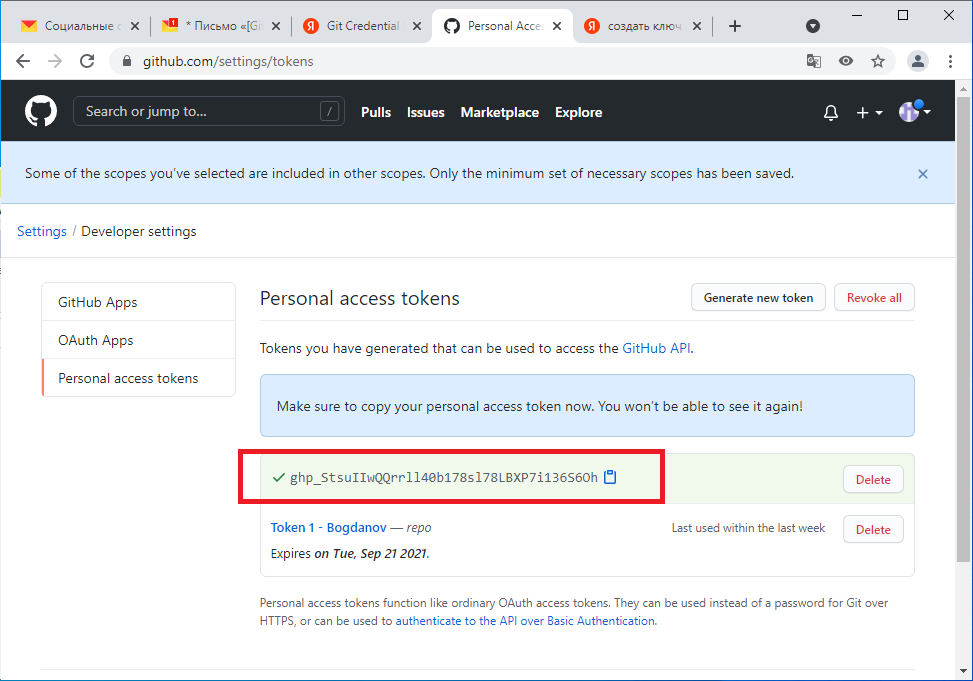 Социальные с
* Письмо «[Git
Git Credential
Personal Acce
создать ключ
github.com/settings/tokens
Search or jump to...
/
Pulls
Issues
Marketplace
Explore
Some of the scopes you've selected are included in other scopes. Only the minimum set of necessary scopes has been saved.
Settings / Developer settings
GitHub Apps
OAuth Apps
Personal access tokens
Personal access tokens
Generate new token
Revoke all
Tokens you have generated that can be used to access the GitHub API.
Make sure to copy your personal access token now. You won't be able to see it again!
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
Delete
Token 1 - Bogdanov — repo
Last used within the last week
Delete
Expires on Tue, Sep 21 2021.
Personal access tokens function like ordinary OAuth access tokens. They can be used instead of a password for Git over
HTTPS, or can be used to authenticate to the API over Basic Authentication.